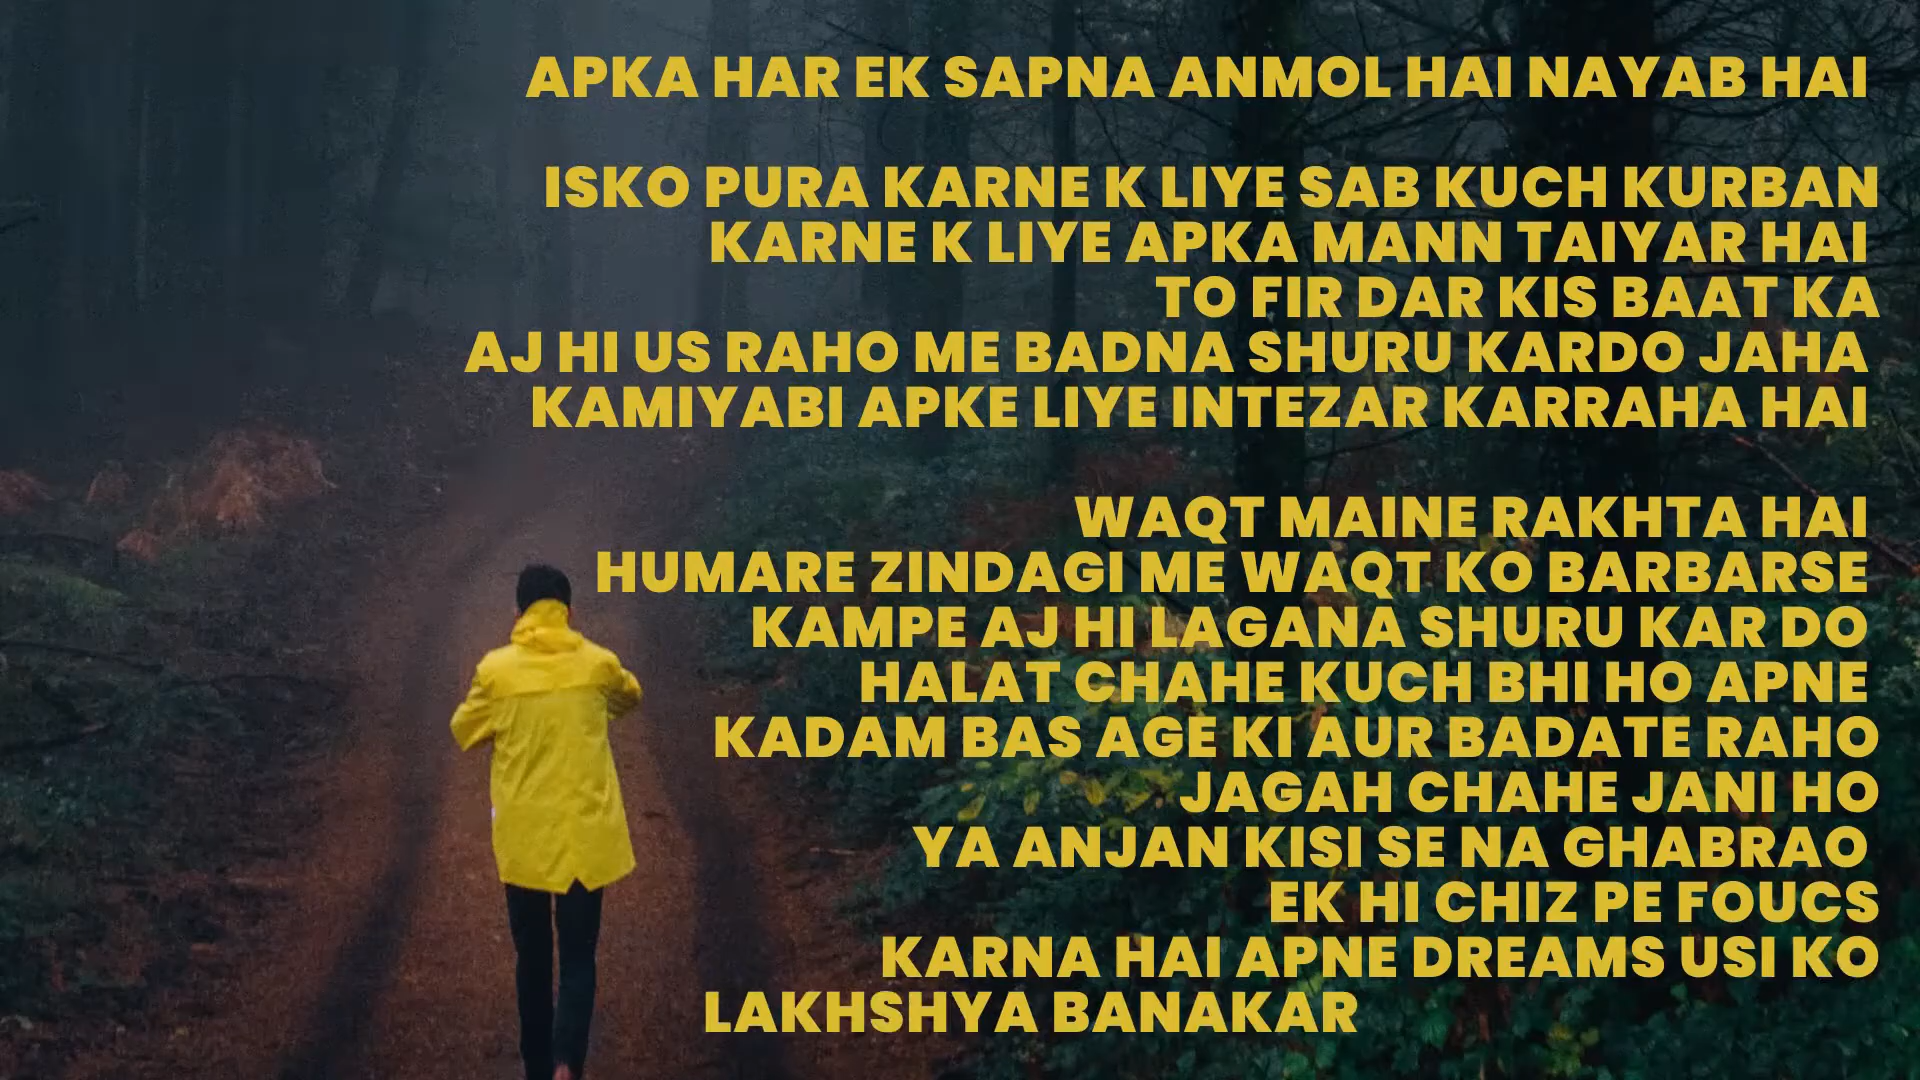 APKA HAR EK SAPNA ANMOL HAI NAYAB HAI
ISKO PURA KARNE K LIYE SAB KUCH KURBAN
KARNE K LIYE APKA MANN TAIYAR HAI
TO FIR DAR KIS BAAT KA
AJ HI US RAHO ME BADNA SHURU KARDO JAHA
KAMIYABI APKE LIYE INTEZAR KARRAHA HAI
WAQT MAINE RAKHTA HAI
HUMARE ZINDAGI ME WAQT KO BARBARSE
KAMPE AJ HI LAGANA SHURU KAR DO
HALAT CHAHE KUCH BHI HO APNE
KADAM BAS AGE KI AUR BADATE RAHO
JAGAH CHAHE JANI HO
YA ANJAN KISI SE NA GHABRAO
EK HI CHIZ PE FOUCS
KARNA HAI APNE DREAMS USI KO
LAKHSHYA BANAKAR